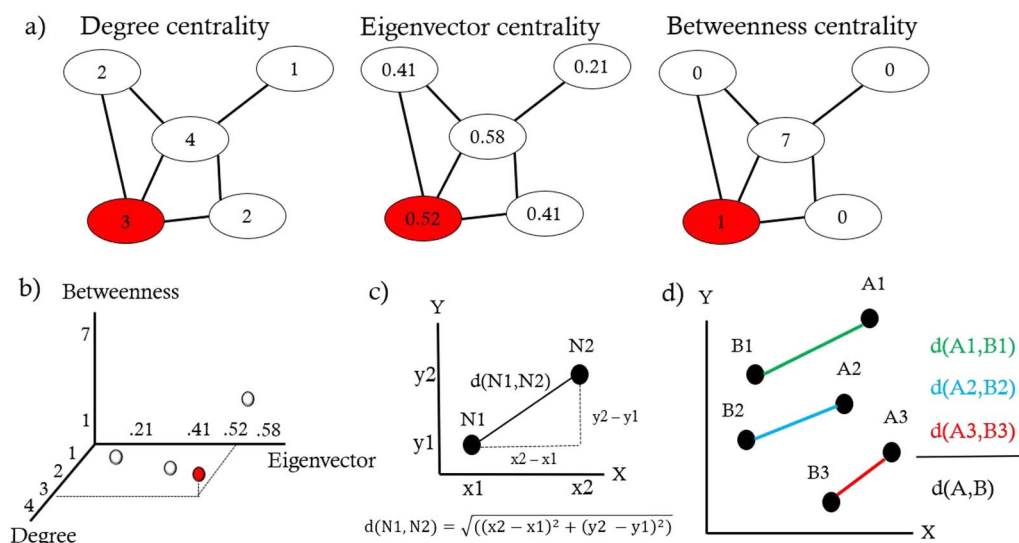 a) Degree centrality
2
1
4
3
2
Eigenvector centrality
0.41
0.21
0.58
0.52
0.41
Betweenness centrality
0
0
7
1
0
b)
Betweenness
7
1
.21 .41 .52 .58
Eigenvector
1
2
3
4
Degree
c)
Y
N2
y2
d(N1,N2)
N1
y2 – y1
y1
x2 – x1
X
x1 x2
d(N1, N2) = √((x2 − x1)² + (y2 − y1)²)
d)
Y
A1
B1
A2
B2
A3
B3
X
d(A1,B1)
d(A2,B2)
d(A3,B3)
d(A,B)